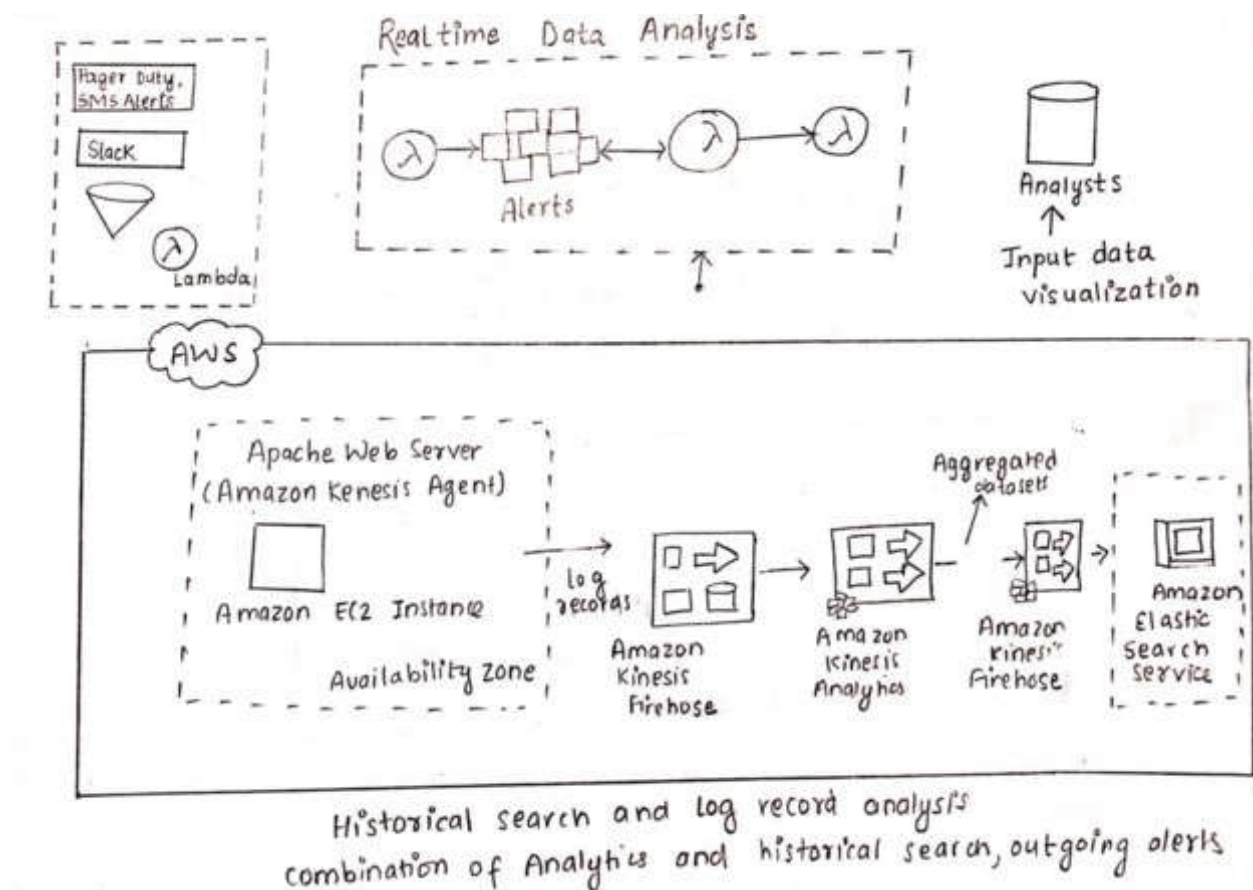 Realtime Data Analysis
Pager Duty,
SMS Alerts
Slack
λ
Lambda
λ
Alerts
λ
λ
Analysts
Input data
visualization
AWS
Apache Web Server
(Amazon Kenesis Agent)
Amazon EC2 Instance
Availability zone
Log
records
Amazon
Kinesis
Firehose
Amazon
Kinesis
Analytics
Aggregated
datasets
Amazon
Kinesis
Firehose
Amazon
Elastic
Search
Service
Historical search and log record analysis
combination of Analytics and historical search, outgoing alerts